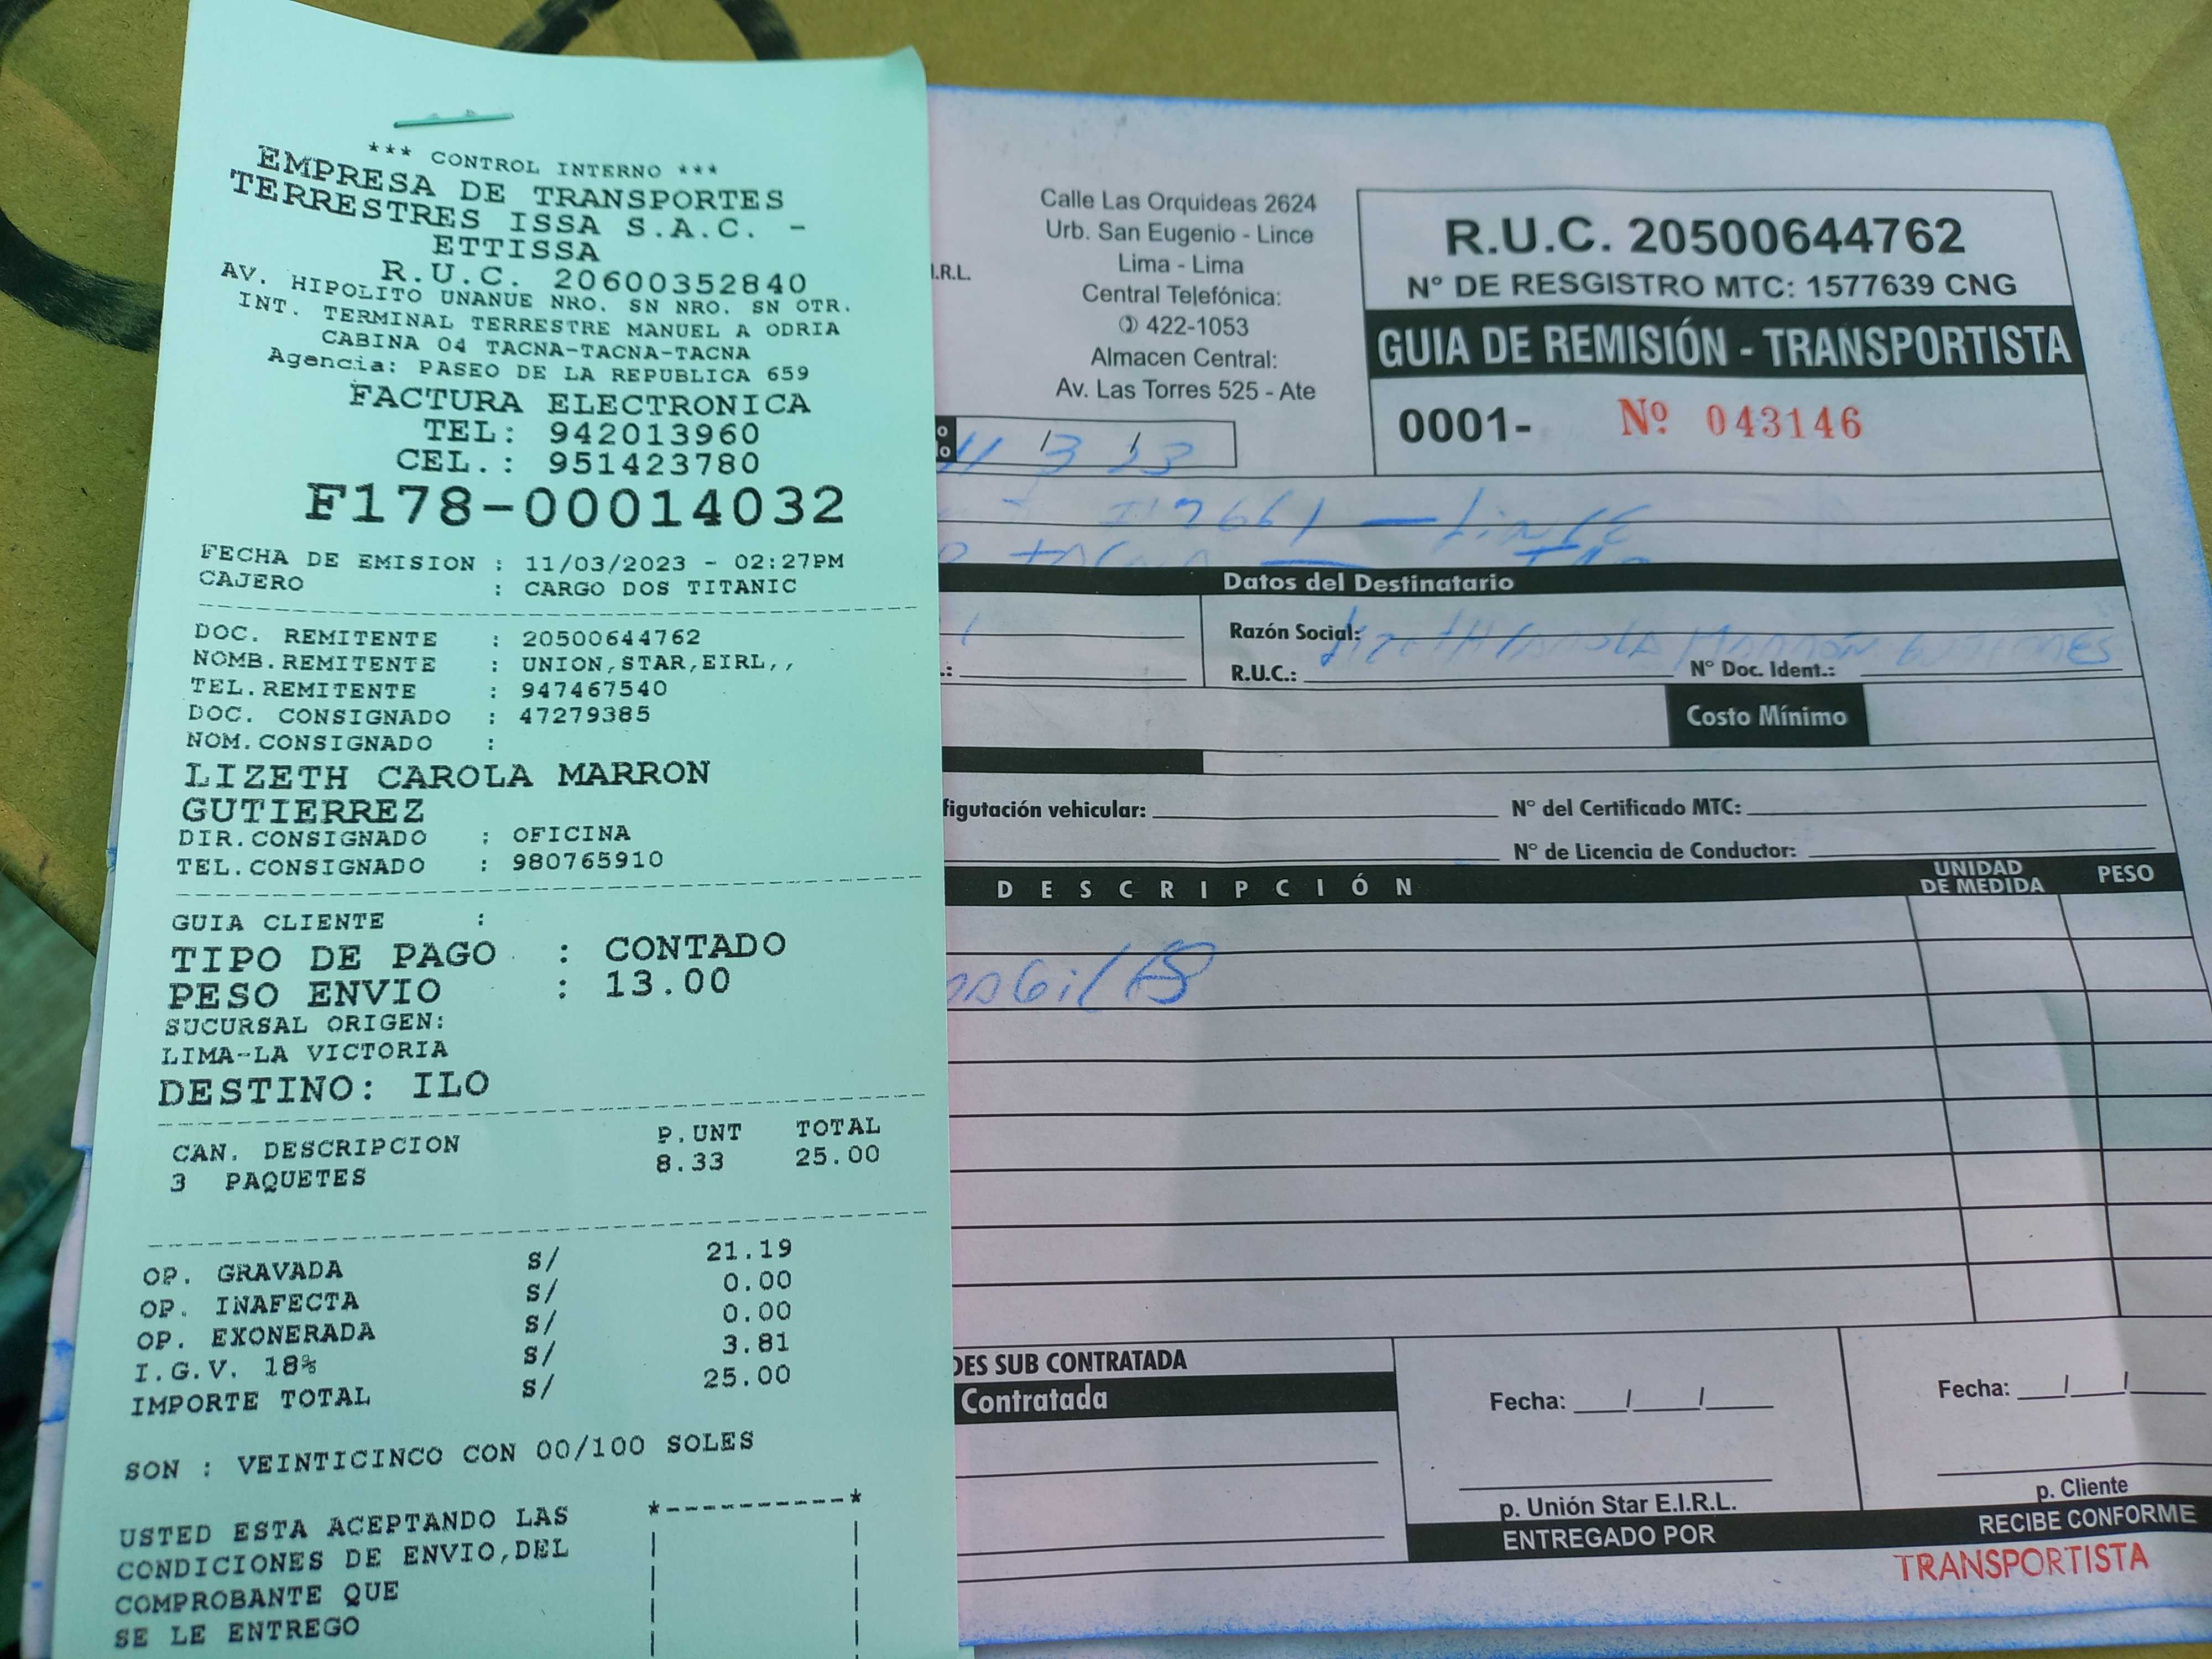 *** CONTROL INTERNO ***
EMPRESA DE TRANSPORTES
TERRESTRES ISSA S.A.C. -
ETTISSA
R.U.C. 20600352840
AV. HIPOLITO UNANUE NRO. SN NRO. SN OTR.
INT. TERMINAL TERRESTRE MANUEL A ODRIA
CABINA 04 TACNA-TACNA-TACNA
Agencia: PASEO DE LA REPUBLICA 659
FACTURA ELECTRONICA
TEL: 942013960
CEL.: 951423780
F178-00014032
FECHA DE EMISION : 11/03/2023 - 02:27PM
CAJERO : CARGO DOS TITANIC
DOC. REMITENTE : 20500644762
NOMB.REMITENTE : UNION,STAR,EIRL,,
TEL.REMITENTE : 947467540
DOC. CONSIGNADO : 47279385
NOM.CONSIGNADO :
LIZETH CAROLA MARRON
GUTIERREZ
DIR.CONSIGNADO : OFICINA
TEL.CONSIGNADO : 980765910
GUIA CLIENTE :
TIPO DE PAGO : CONTADO
PESO ENVIO : 13.00
SUCURSAL ORIGEN:
LIMA-LA VICTORIA
DESTINO: ILO
CAN. DESCRIPCION P.UNT TOTAL
3 PAQUETES 8.33 25.00
OP. GRAVADA S/ 21.19
OP. INAFECTA S/ 0.00
OP. EXONERADA S/ 0.00
I.G.V. 18% S/ 3.81
IMPORTE TOTAL S/ 25.00
SON : VEINTICINCO CON 00/100 SOLES
USTED ESTA ACEPTANDO LAS
CONDICIONES DE ENVIO,DEL
COMPROBANTE QUE
SE LE ENTREGO
I.R.L.
Calle Las Orquideas 2624
Urb. San Eugenio - Lince
Lima - Lima
Central Telefónica:
422-1053
Almacen Central:
Av. Las Torres 525 - Ate
R.U.C. 20500644762
N° DE RESGISTRO MTC: 1577639 CNG
GUIA DE REMISIÓN - TRANSPORTISTA
0001- Nº 043146
11 / 3 / 23
Datos del Destinatario
Razón Social:
R.U.C.: N° Doc. Ident.:
Costo Mínimo
figutación vehicular: N° del Certificado MTC:
N° de Licencia de Conductor:
DESCRIPCIÓN UNIDAD DE MEDIDA PESO
DES SUB CONTRATADA
Contratada
Fecha: / /
p. Unión Star E.I.R.L.
ENTREGADO POR
Fecha: / /
p. Cliente
RECIBE CONFORME
TRANSPORTISTA